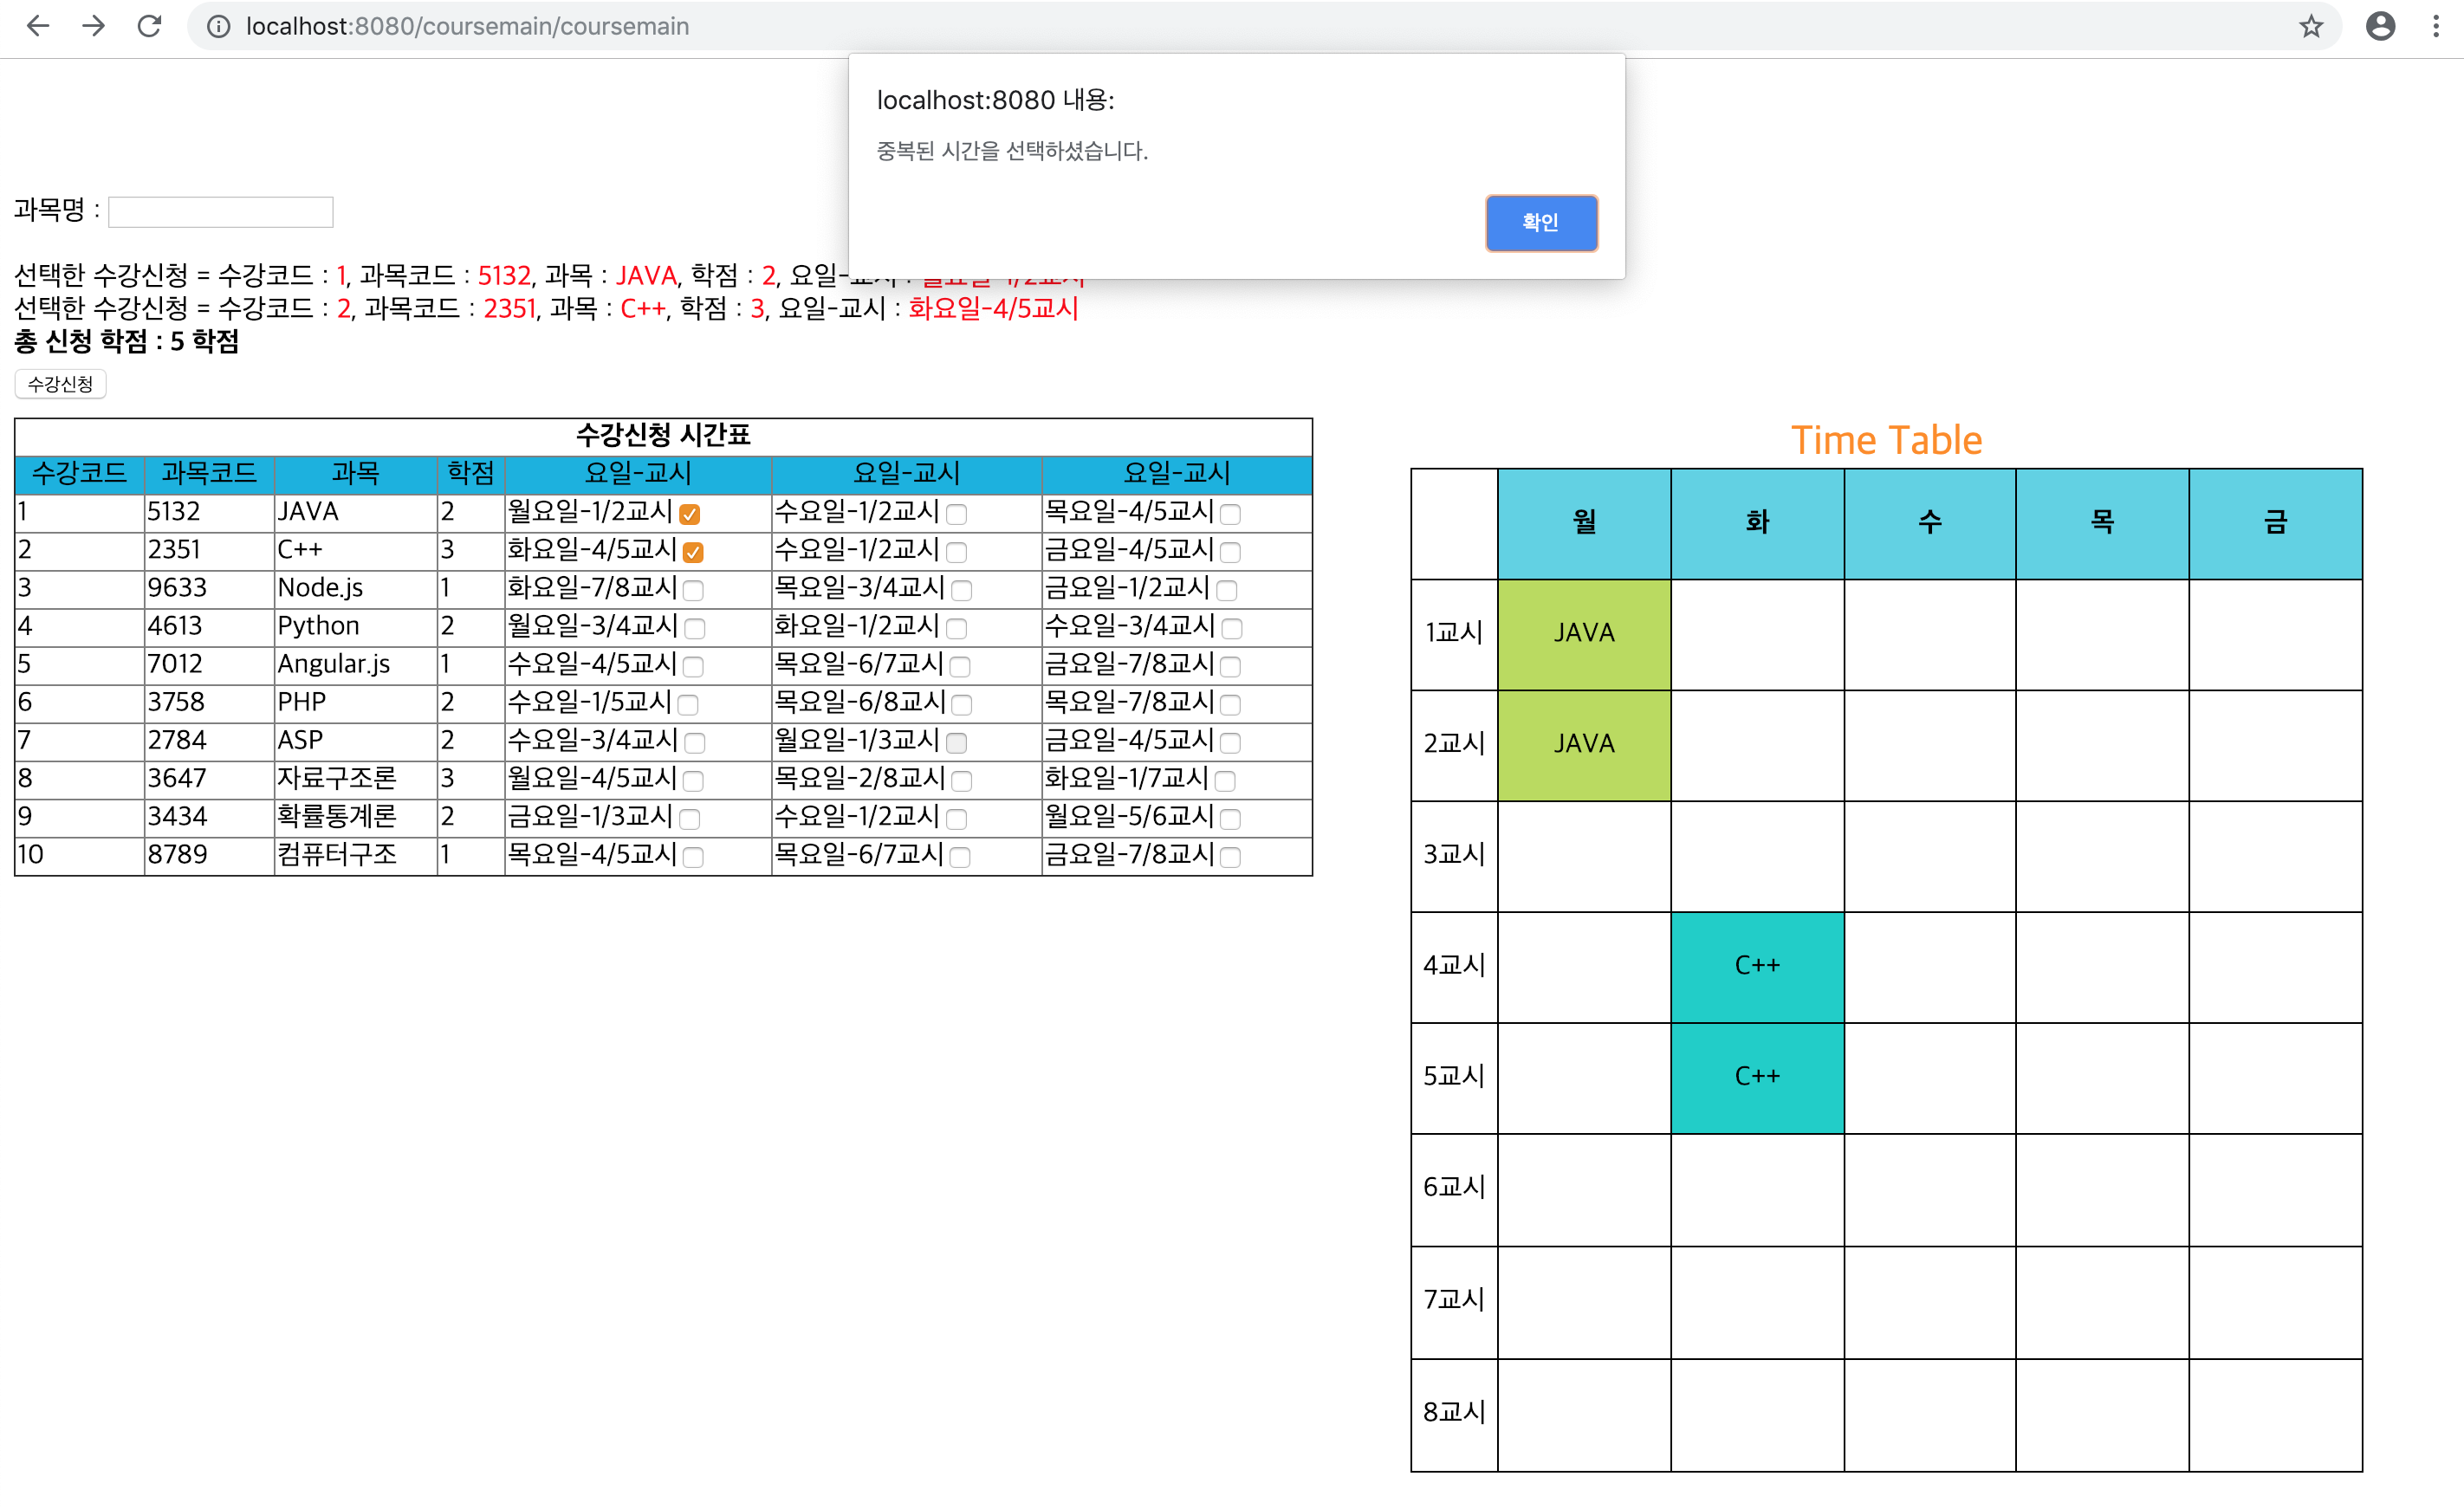 localhost:8080/coursemain/coursemain
localhost:8080 내용:
중복된 시간을 선택하셨습니다.
확인
과목명 :
선택한 수강신청 = 수강코드 : 1, 과목코드 : 5132, 과목 : JAVA, 학점 : 2, 요일-교시 : 월요일-1/2교시
선택한 수강신청 = 수강코드 : 2, 과목코드 : 2351, 과목 : C++, 학점 : 3, 요일-교시 : 화요일-4/5교시
총 신청 학점 : 5 학점
수강신청
수강신청 시간표
수강코드 과목코드 과목 학점 요일-교시 요일-교시 요일-교시
1 5132 JAVA 2 월요일-1/2교시 수요일-1/2교시 목요일-4/5교시
2 2351 C++ 3 화요일-4/5교시 수요일-1/2교시 금요일-4/5교시
3 9633 Node.js 1 화요일-7/8교시 목요일-3/4교시 금요일-1/2교시
4 4613 Python 2 월요일-3/4교시 화요일-1/2교시 수요일-3/4교시
5 7012 Angular.js 1 수요일-4/5교시 목요일-6/7교시 금요일-7/8교시
6 3758 PHP 2 수요일-1/5교시 목요일-6/8교시 목요일-7/8교시
7 2784 ASP 2 수요일-3/4교시 월요일-1/3교시 금요일-4/5교시
8 3647 자료구조론 3 월요일-4/5교시 목요일-2/8교시 화요일-1/7교시
9 3434 확률통계론 2 금요일-1/3교시 수요일-1/2교시 월요일-5/6교시
10 8789 컴퓨터구조 1 목요일-4/5교시 목요일-6/7교시 금요일-7/8교시
Time Table
월 화 수 목 금
1교시 JAVA
2교시 JAVA
3교시
4교시 C++
5교시 C++
6교시
7교시
8교시